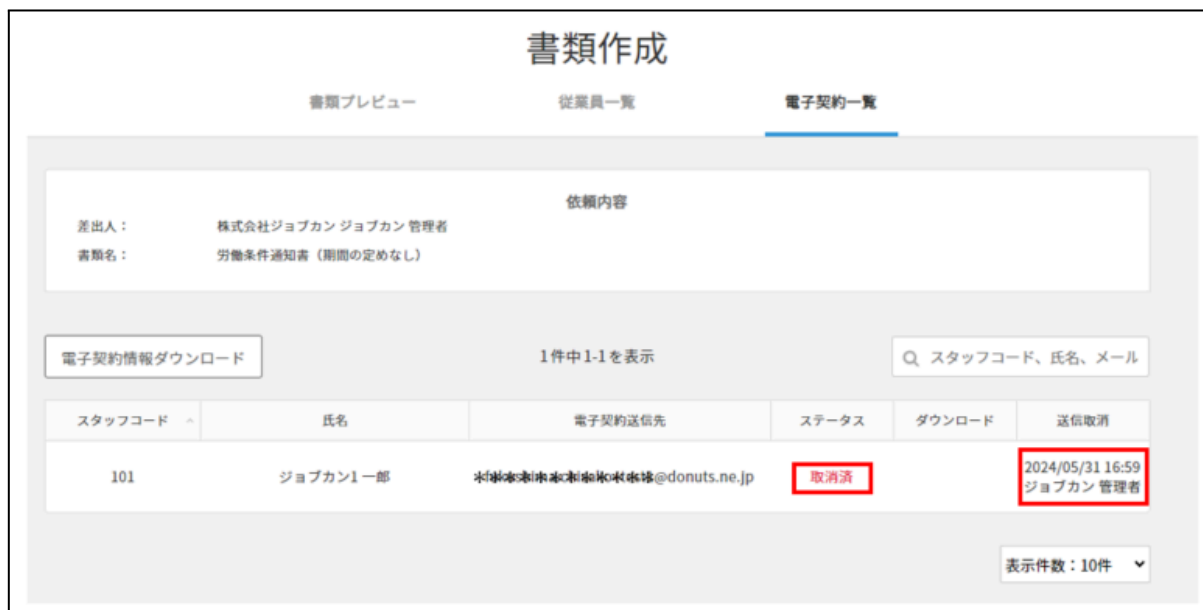 書類作成
書類プレビュー 従業員一覧 電子契約一覧
依頼内容
差出人： 株式会社ジョブカン ジョブカン 管理者
書類名： 労働条件通知書（期間の定めなし）
電子契約情報ダウンロード 1件中1-1を表示 スタッフコード、氏名、メール
スタッフコード 氏名 電子契約送信先 ステータス ダウンロード 送信取消
101 ジョブカン1 一郎 @donuts.ne.jp 取消済 2024/05/31 16:59
ジョブカン 管理者
表示件数：10件